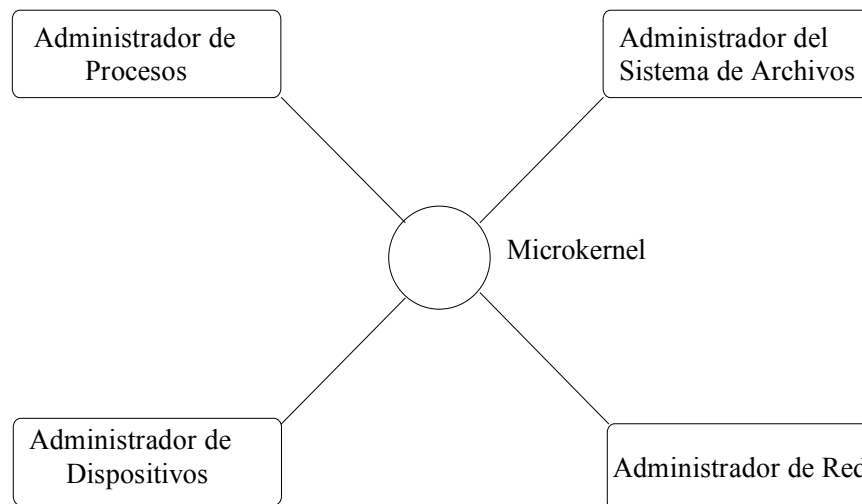 Administrador de
Procesos
Administrador del
Sistema de Archivos
Microkernel
Administrador de
Dispositivos
Administrador de Red